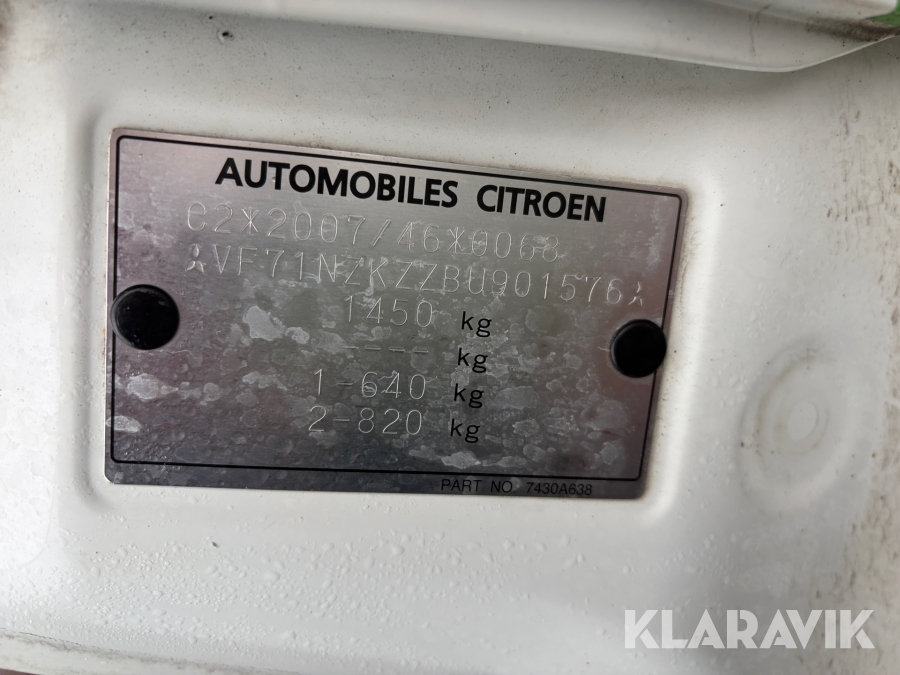 AUTOMOBILES CITROEN
e2*2007/46*0068
*VF71NZKZZBU901576*
1450 kg
---- kg
1-640 kg
2-820 kg
PART NO 7430A638
KLARAVIK